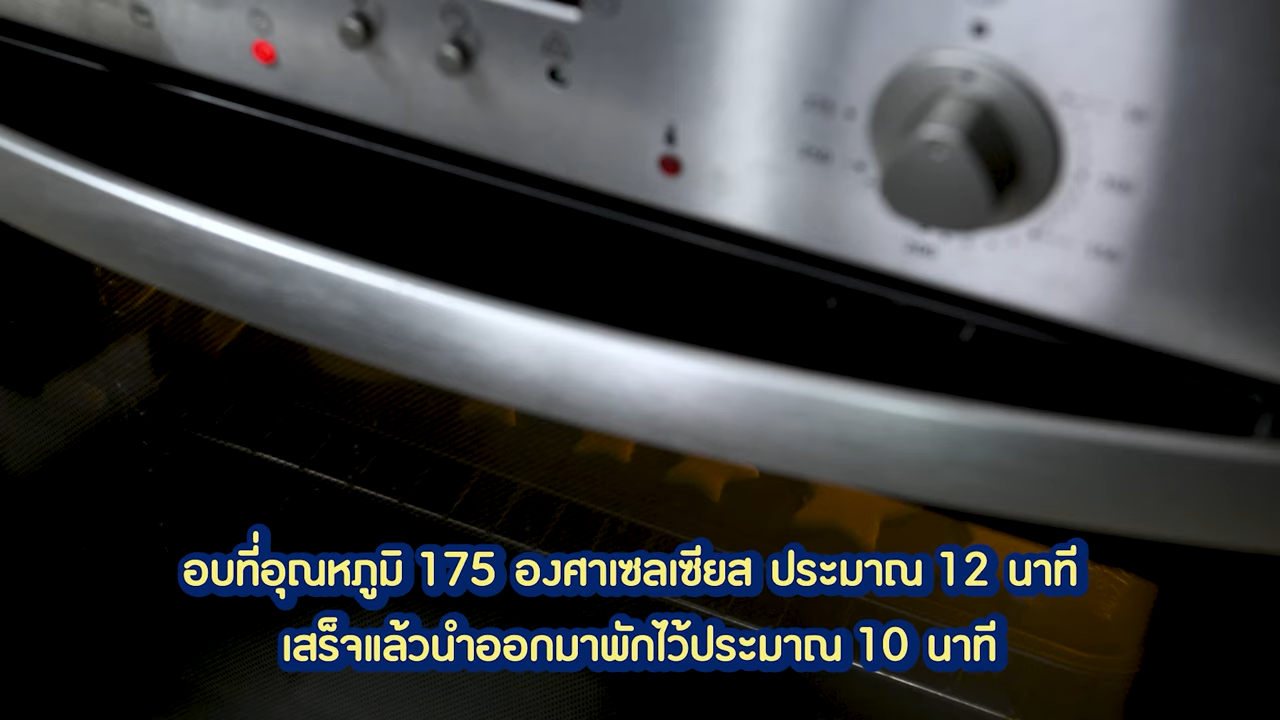 อบที่อุณหภูมิ 175 องศาเซลเซียส ประมาณ 12 นาที
เสร็จแล้วนำออกมาพักไว้ประมาณ 10 นาที